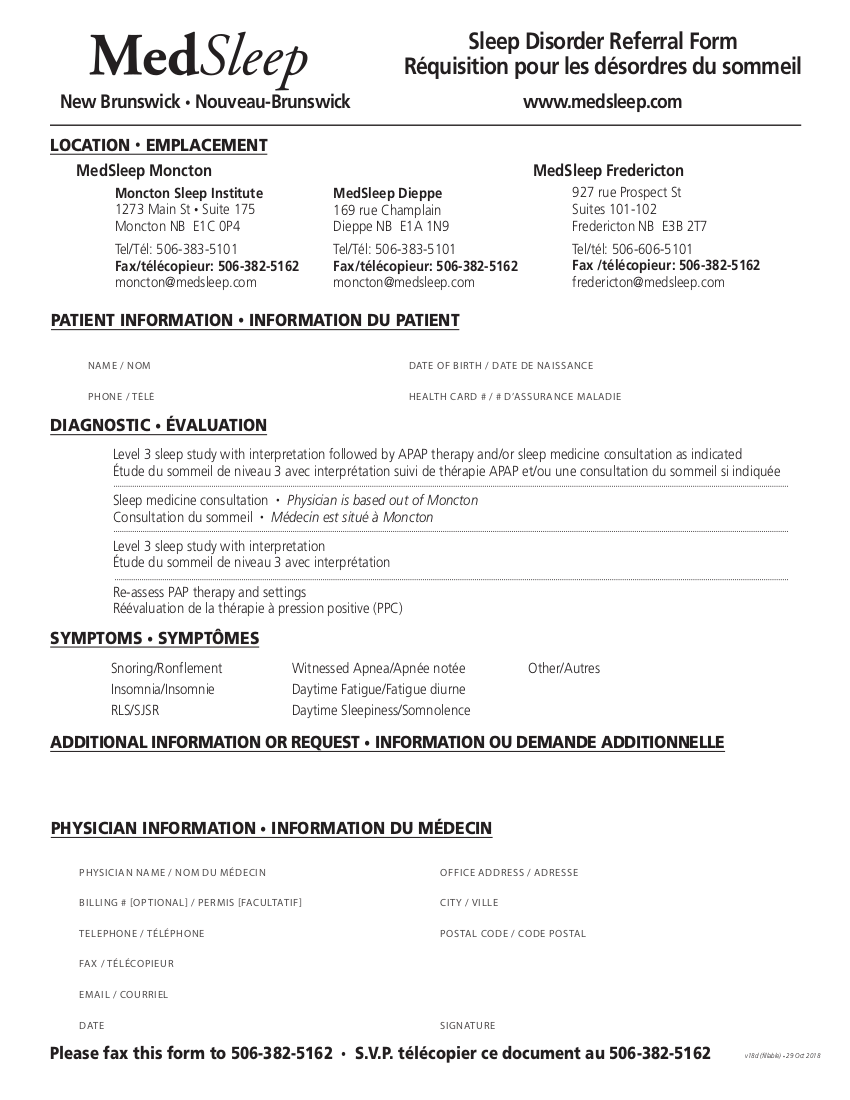 MedSleep
New Brunswick • Nouveau-Brunswick
Sleep Disorder Referral Form
Réquisition pour les désordres du sommeil
www.medsleep.com
LOCATION • EMPLACEMENT
MedSleep Moncton
Moncton Sleep Institute
1273 Main St • Suite 175
Moncton NB E1C 0P4
Tel/Tél: 506-383-5101
Fax/télécopieur: 506-382-5162
moncton@medsleep.com
MedSleep Dieppe
169 rue Champlain
Dieppe NB E1A 1N9
Tel/Tél: 506-383-5101
Fax/télécopieur: 506-382-5162
moncton@medsleep.com
MedSleep Fredericton
927 rue Prospect St
Suites 101-102
Fredericton NB E3B 2T7
Tel/tél: 506-606-5101
Fax /télécopieur: 506-382-5162
fredericton@medsleep.com
PATIENT INFORMATION • INFORMATION DU PATIENT
NAME / NOM
DATE OF BIRTH / DATE DE NAISSANCE
PHONE / TÉLÉ
HEALTH CARD # / # D'ASSURANCE MALADIE
DIAGNOSTIC • ÉVALUATION
Level 3 sleep study with interpretation followed by APAP therapy and/or sleep medicine consultation as indicated
Étude du sommeil de niveau 3 avec interprétation suivi de thérapie APAP et/ou une consultation du sommeil si indiquée
Sleep medicine consultation • Physician is based out of Moncton
Consultation du sommeil • Médecin est situé à Moncton
Level 3 sleep study with interpretation
Étude du sommeil de niveau 3 avec interprétation
Re-assess PAP therapy and settings
Réévaluation de la thérapie à pression positive (PPC)
SYMPTOMS • SYMPTÔMES
Snoring/Ronflement
Witnessed Apnea/Apnée notée
Other/Autres
Insomnia/Insomnie
Daytime Fatigue/Fatigue diurne
RLS/SJSR
Daytime Sleepiness/Somnolence
ADDITIONAL INFORMATION OR REQUEST • INFORMATION OU DEMANDE ADDITIONNELLE
PHYSICIAN INFORMATION • INFORMATION DU MÉDECIN
PHYSICIAN NAME / NOM DU MÉDECIN
OFFICE ADDRESS / ADRESSE
BILLING # [OPTIONAL] / PERMIS [FACULTATIF]
CITY / VILLE
TELEPHONE / TÉLÉPHONE
POSTAL CODE / CODE POSTAL
FAX / TÉLÉCOPIEUR
EMAIL / COURRIEL
DATE
SIGNATURE
Please fax this form to 506-382-5162 • S.V.P. télécopier ce document au 506-382-5162
v18d (fillable) - 29 Oct 2018